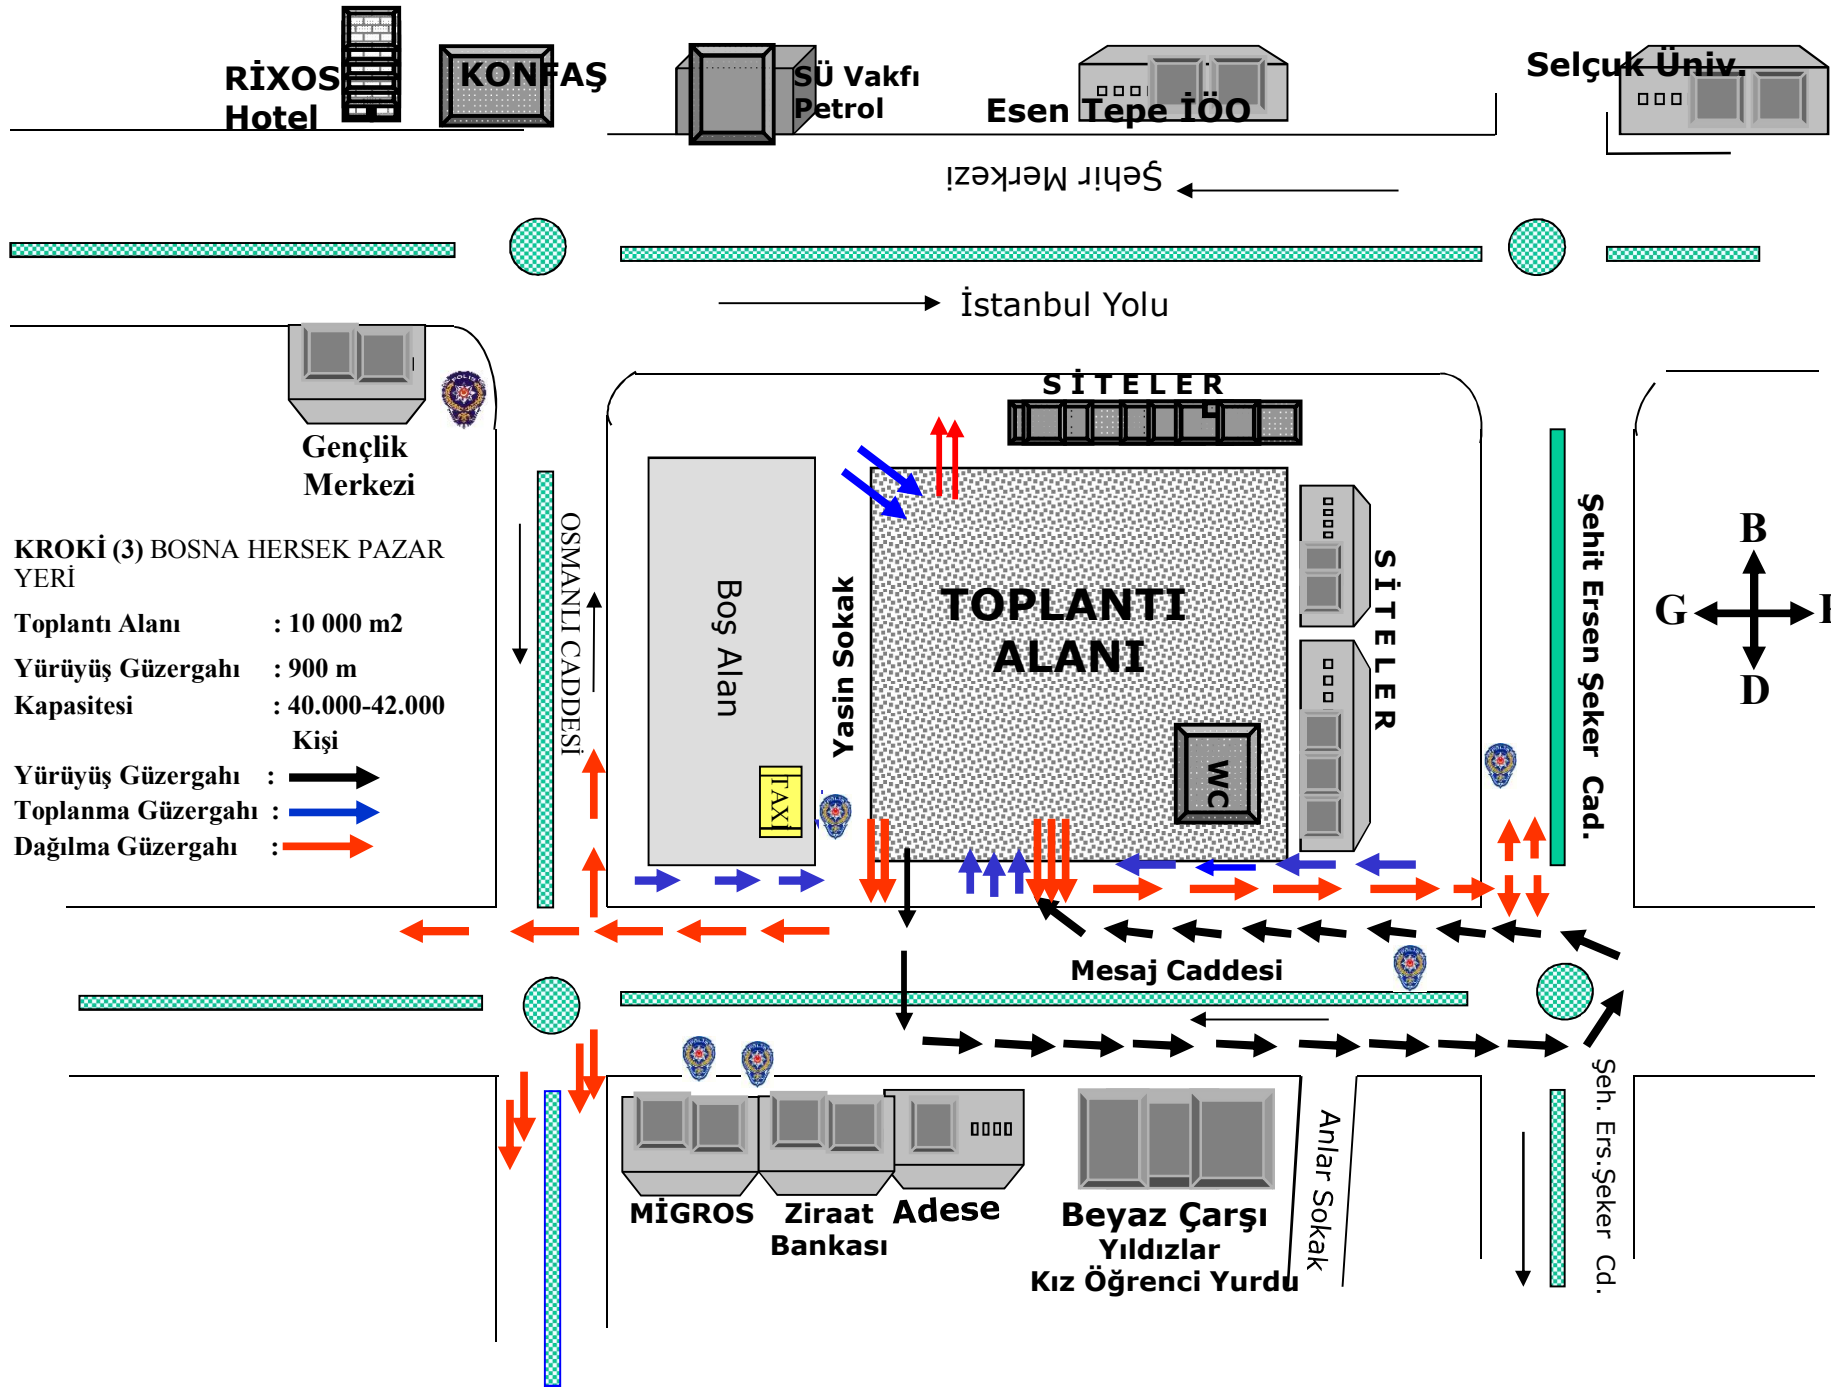 RİXOS
Hotel
KONFAŞ
SÜ Vakfı
Petrol
Esen Tepe İÖO
Selçuk Üniv.
Şehir Merkezi
İstanbul Yolu
Gençlik
Merkezi
SİTELER
KROKİ (3) BOSNA HERSEK PAZAR
YERİ
Toplantı Alanı : 10 000 m2
Yürüyüş Güzergahı : 900 m
Kapasitesi : 40.000-42.000
Kişi
Yürüyüş Güzergahı :
Toplanma Güzergahı :
Dağılma Güzergahı :
OSMANLI CADDESİ
Boş Alan
TAXİ
Yasin Sokak
TOPLANTI
ALANI
WC
SİTELER
Şehit Ersen Şeker Cad.
B
G
D
Mesaj Caddesi
MİGROS
Ziraat
Bankası
Adese
Beyaz Çarşı
Yıldızlar
Kız Öğrenci Yurdu
Anlar Sokak
Şeh. Ers.Şeker Cd.